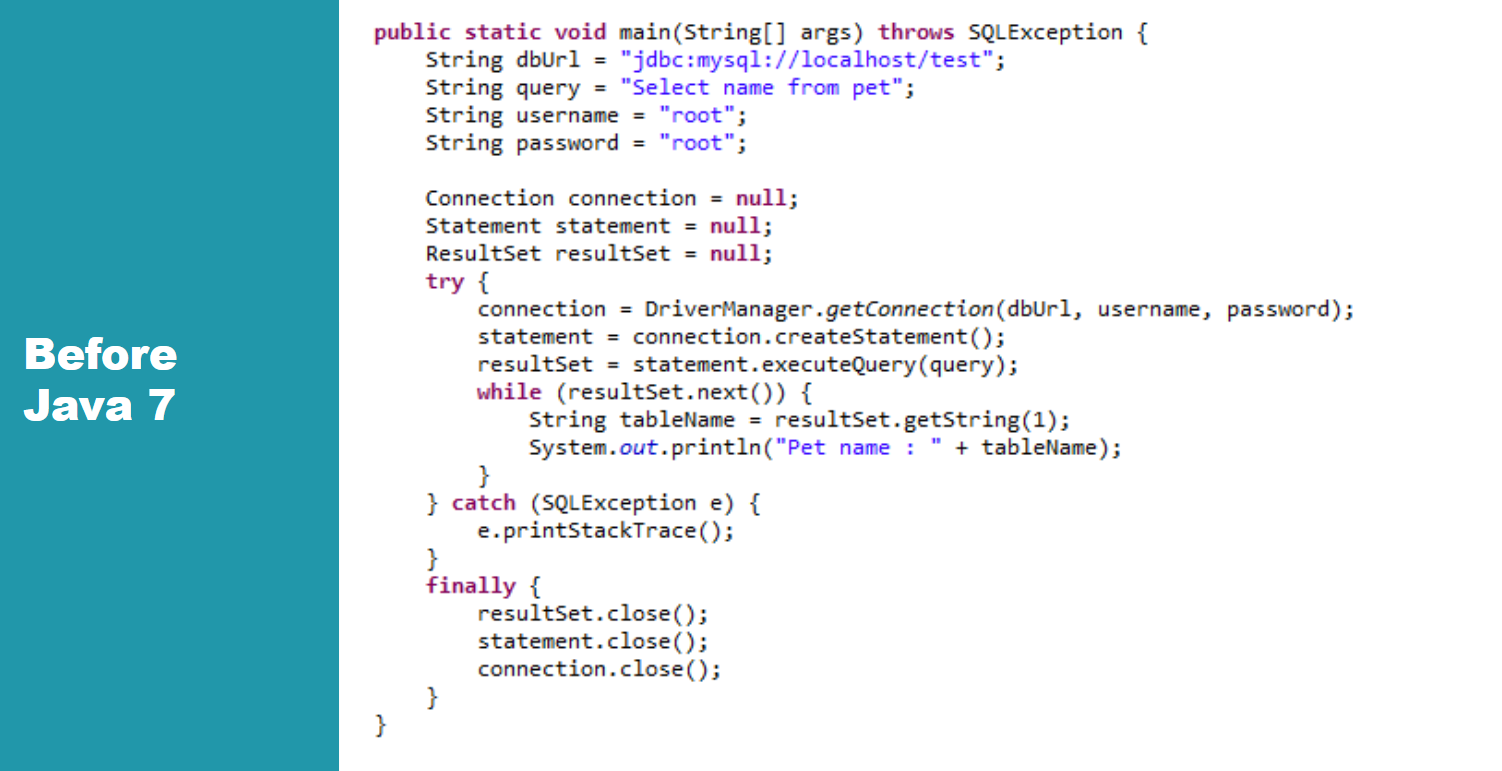 Before
Java 7
public static void main(String[] args) throws SQLException {
    String dbUrl = "jdbc:mysql://localhost/test";
    String query = "Select name from pet";
    String username = "root";
    String password = "root";

    Connection connection = null;
    Statement statement = null;
    ResultSet resultSet = null;
    try {
        connection = DriverManager.getConnection(dbUrl, username, password);
        statement = connection.createStatement();
        resultSet = statement.executeQuery(query);
        while (resultSet.next()) {
            String tableName = resultSet.getString(1);
            System.out.println("Pet name : " + tableName);
        }
    } catch (SQLException e) {
        e.printStackTrace();
    }
    finally {
        resultSet.close();
        statement.close();
        connection.close();
    }
}